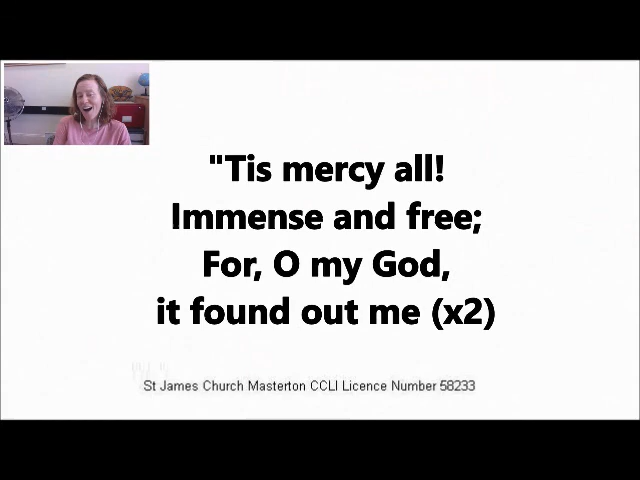 "Tis mercy all!
Immense and free;
For, O my God,
it found out me (x2)
St James Church Masterton CCLI Licence Number 58233